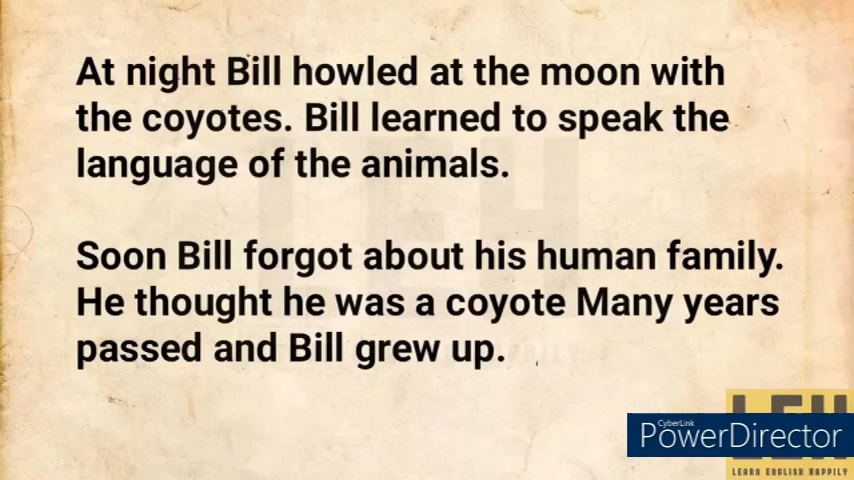 At night Bill howled at the moon with
the coyotes. Bill learned to speak the
language of the animals.
Soon Bill forgot about his human family.
He thought he was a coyote Many years
passed and Bill grew up.
CyberLink
PowerDirector
LEH
LEARN ENGLISH HAPPILY